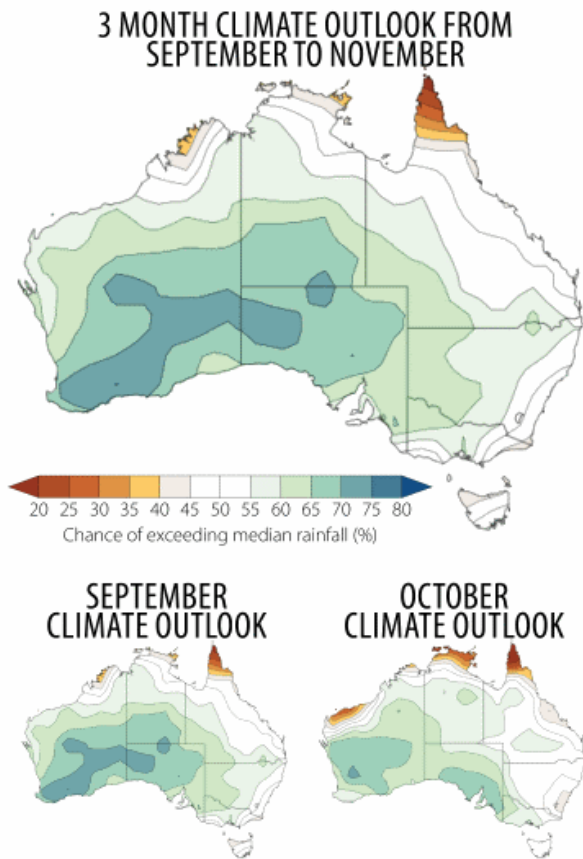 3 MONTH CLIMATE OUTLOOK FROM
SEPTEMBER TO NOVEMBER
20 25 30 35 40 45 50 55 60 65 70 75 80
Chance of exceeding median rainfall (%)
SEPTEMBER
CLIMATE OUTLOOK
OCTOBER
CLIMATE OUTLOOK